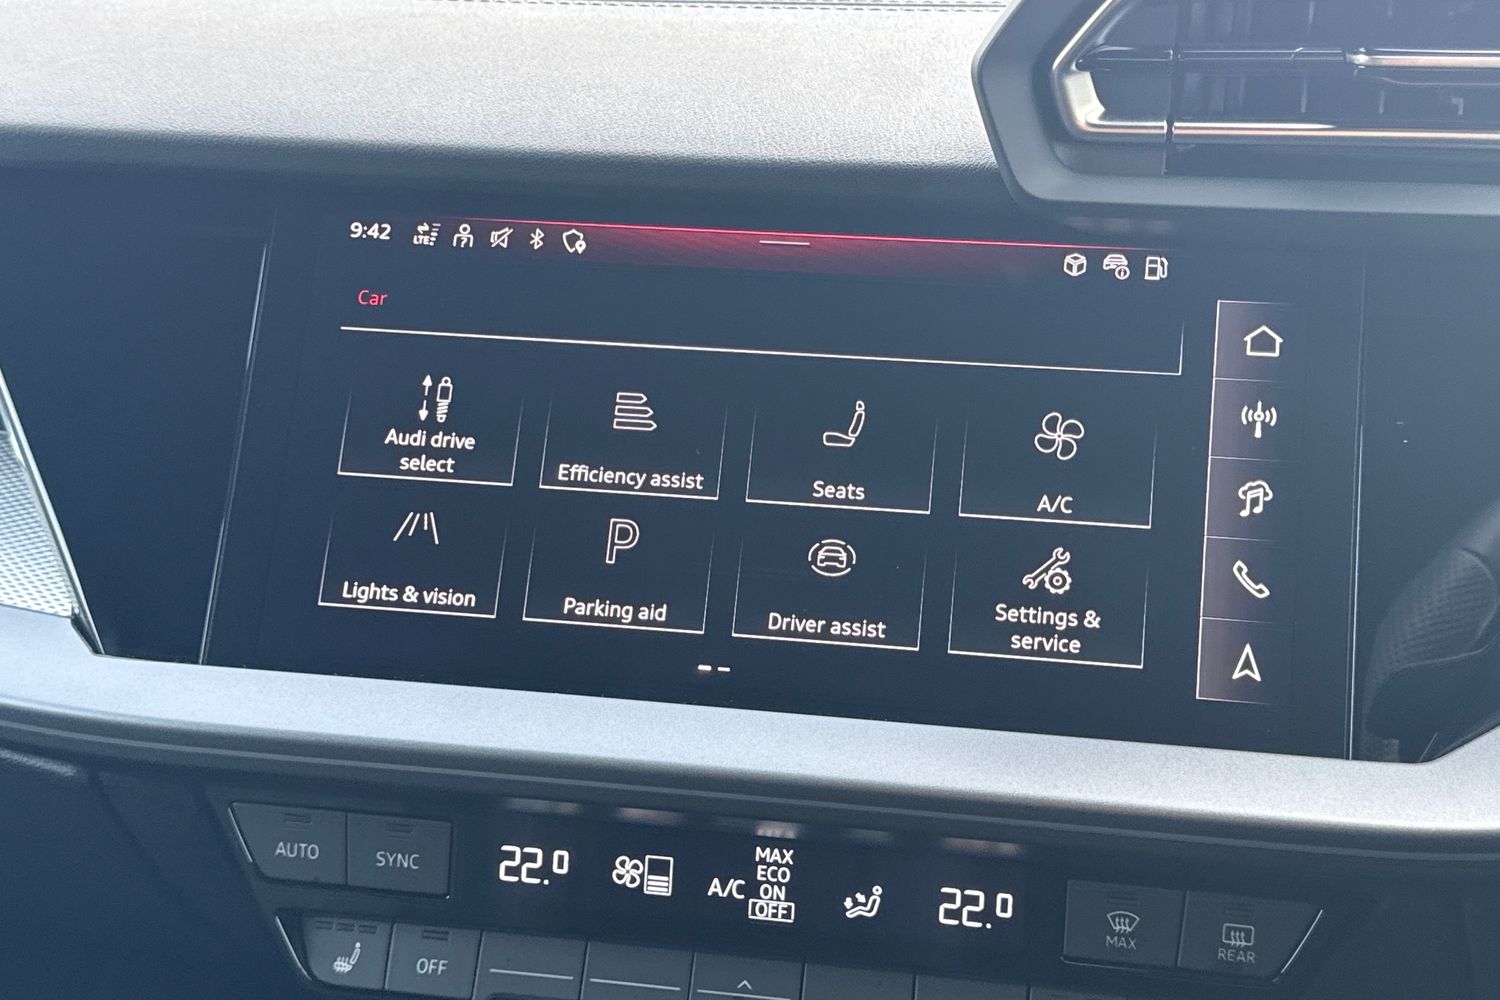 9:42
LTE
Car
Audi drive
select
Efficiency assist
Seats
A/C
Lights & vision
P
Parking aid
Driver assist
Settings &
service
AUTO
SYNC
22.0
A/C
MAX
ECO
ON
OFF
22.0
MAX
REAR
OFF